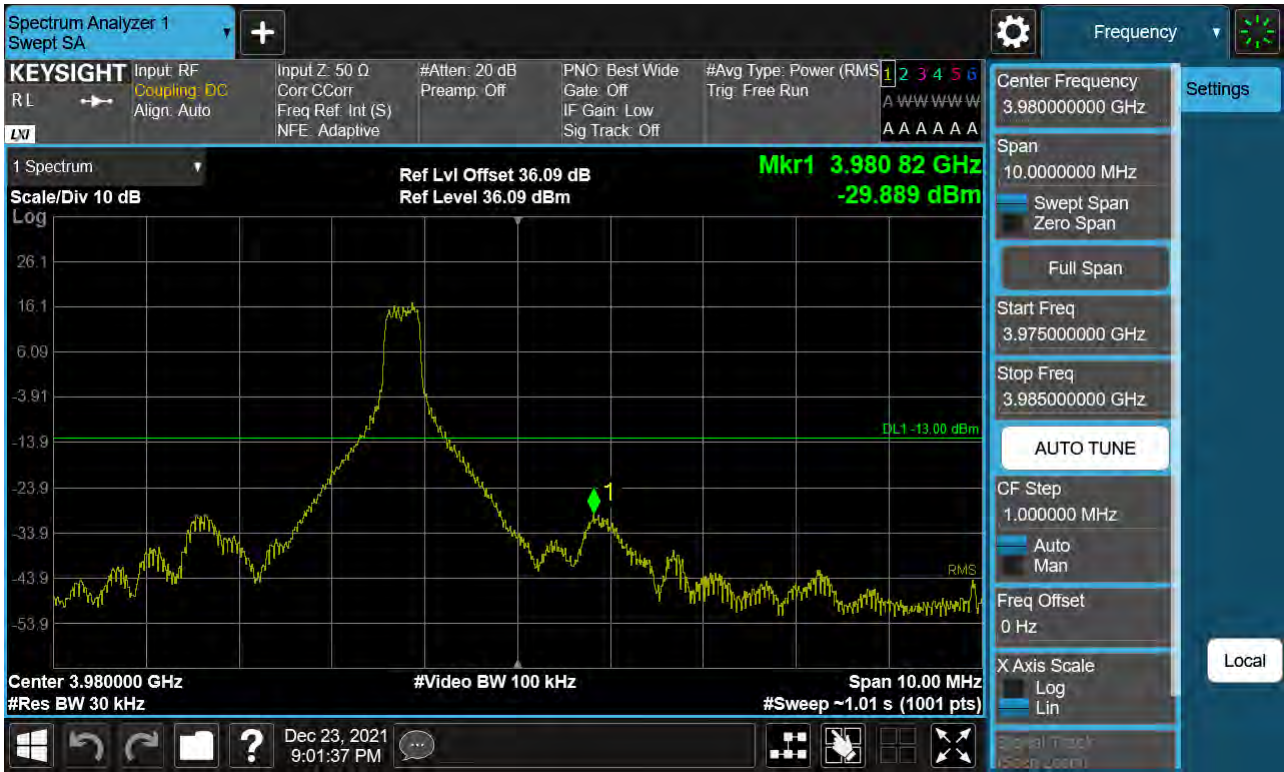 Spectrum Analyzer 1
Swept SA
+
Frequency
KEYSIGHT
RL
LXI
Input: RF
Coupling: DC
Align: Auto
Input Z: 50 Ω
Corr CCorr
Freq Ref: Int (S)
NFE: Adaptive
#Atten: 20 dB
Preamp: Off
PNO: Best Wide
Gate: Off
IF Gain: Low
Sig Track: Off
#Avg Type: Power (RMS
Trig: Free Run
1 2 3 4 5 6
A W W W W W
A A A A A A
1 Spectrum
Scale/Div 10 dB
Log
Ref Lvl Offset 36.09 dB
Ref Level 36.09 dBm
Mkr1 3.980 82 GHz
-29.889 dBm
26.1
16.1
6.09
-3.91
-13.9
-23.9
-33.9
-43.9
-53.9
DL1 -13.00 dBm
1
RMS
Center 3.980000 GHz
#Res BW 30 kHz
#Video BW 100 kHz
Span 10.00 MHz
#Sweep ~1.01 s (1001 pts)
Center Frequency
3.980000000 GHz
Span
10.0000000 MHz
Swept Span
Zero Span
Full Span
Start Freq
3.975000000 GHz
Stop Freq
3.985000000 GHz
AUTO TUNE
CF Step
1.000000 MHz
Auto
Man
Freq Offset
0 Hz
X Axis Scale
Log
Lin
Signal Track
(Span Zoom)
Settings
Local
?
Dec 23, 2021
9:01:37 PM